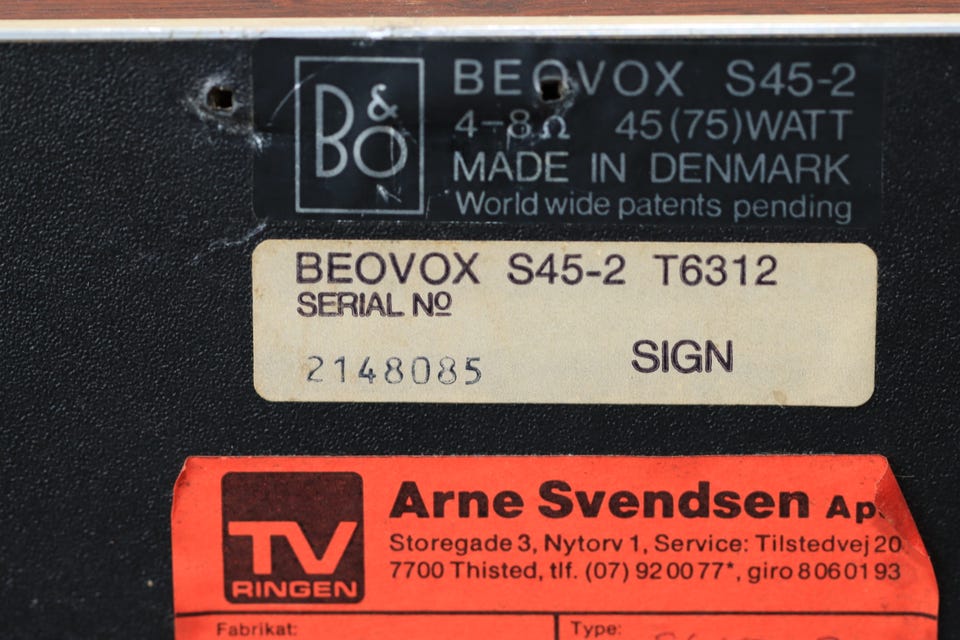 B&O
BEOVOX S45-2
4-8Ω 45(75)WATT
MADE IN DENMARK
World wide patents pending
BEOVOX S45-2 T6312
SERIAL Nº
2148085 SIGN
TV
RINGEN
Arne Svendsen
Storegade 3, Nytorv 1, Service: Tilstedvej 20
7700 Thisted, tlf. (07) 92 00 77*, giro 8 06 01 93
Fabrikat: Type: